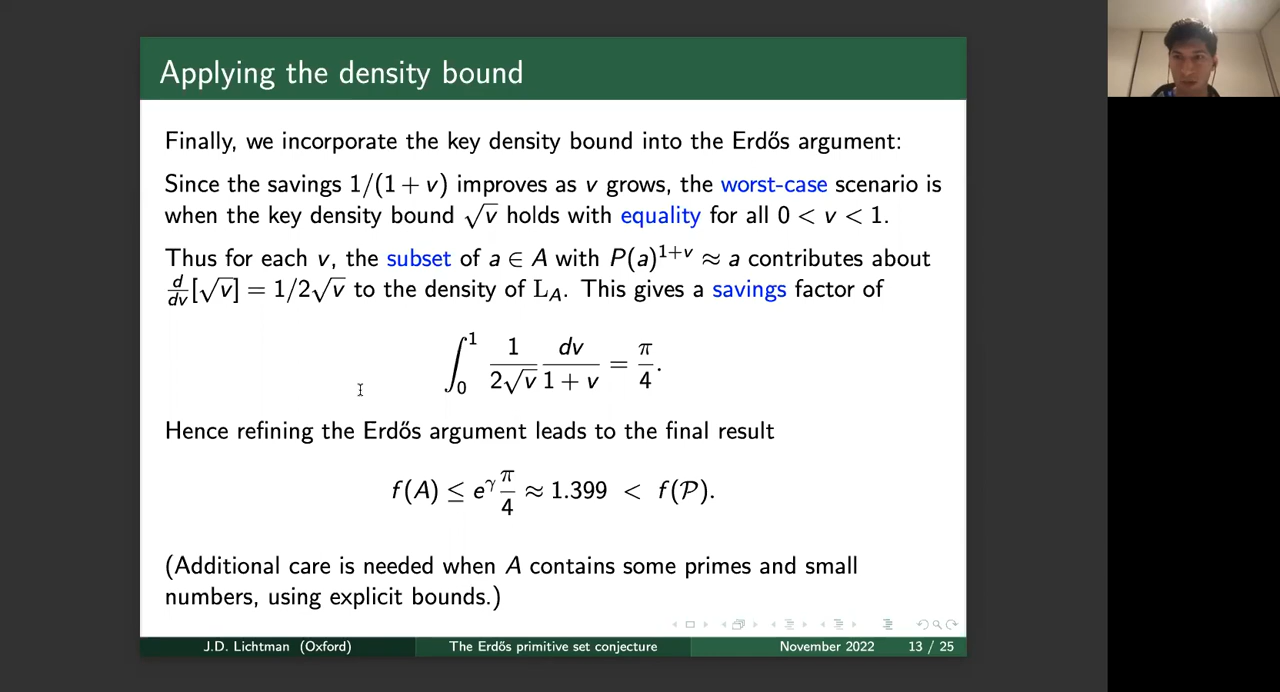 Applying the density bound
Finally, we incorporate the key density bound into the Erdős argument:
Since the savings 1/(1 + v) improves as v grows, the worst-case scenario is
when the key density bound √v holds with equality for all 0 < v < 1.
Thus for each v, the subset of a ∈ A with P(a)^{1+v} ≈ a contributes about
d/dv[√v] = 1/2√v to the density of L_A. This gives a savings factor of
∫_0^1 1/(2√v) dv/(1 + v) = π/4.
Hence refining the Erdős argument leads to the final result
f(A) ≤ e^γ π/4 ≈ 1.399 < f(𝒫).
(Additional care is needed when A contains some primes and small
numbers, using explicit bounds.)
J.D. Lichtman (Oxford) The Erdős primitive set conjecture November 2022 13 / 25